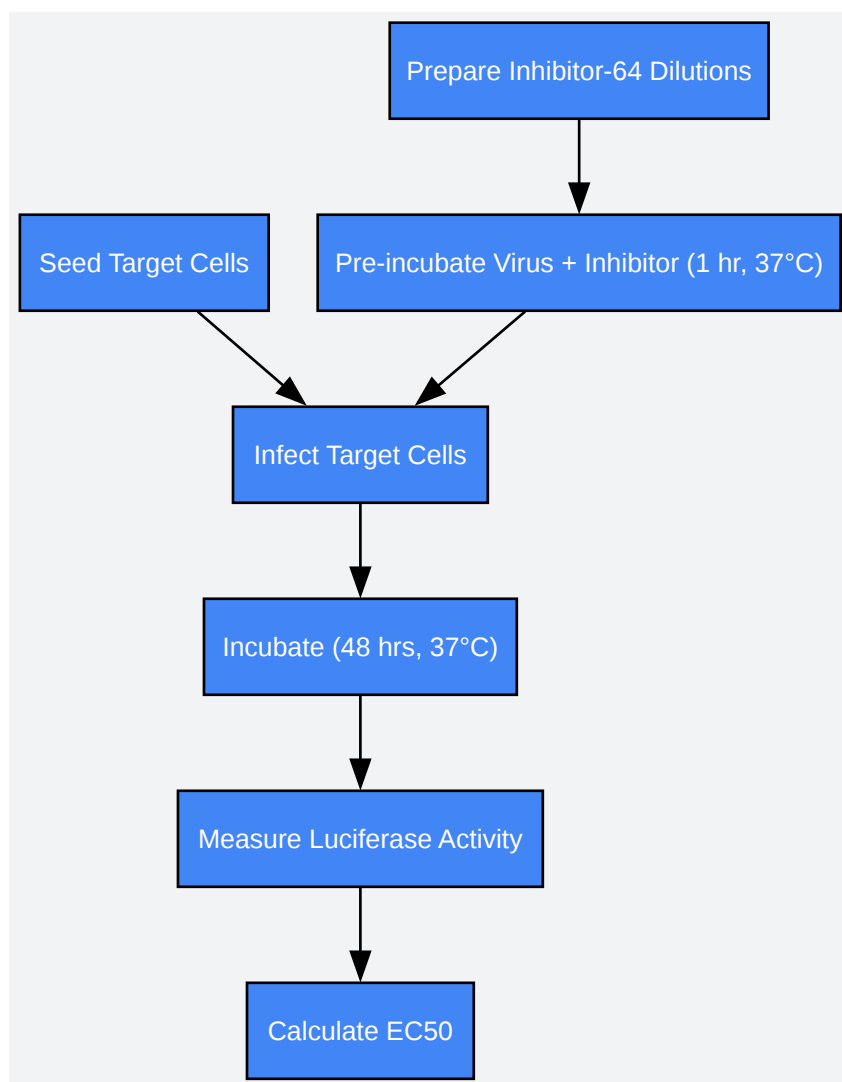 Prepare Inhibitor-64 Dilutions
Seed Target Cells
Pre-incubate Virus + Inhibitor (1 hr, 37°C)
Infect Target Cells
Incubate (48 hrs, 37°C)
Measure Luciferase Activity
Calculate EC50